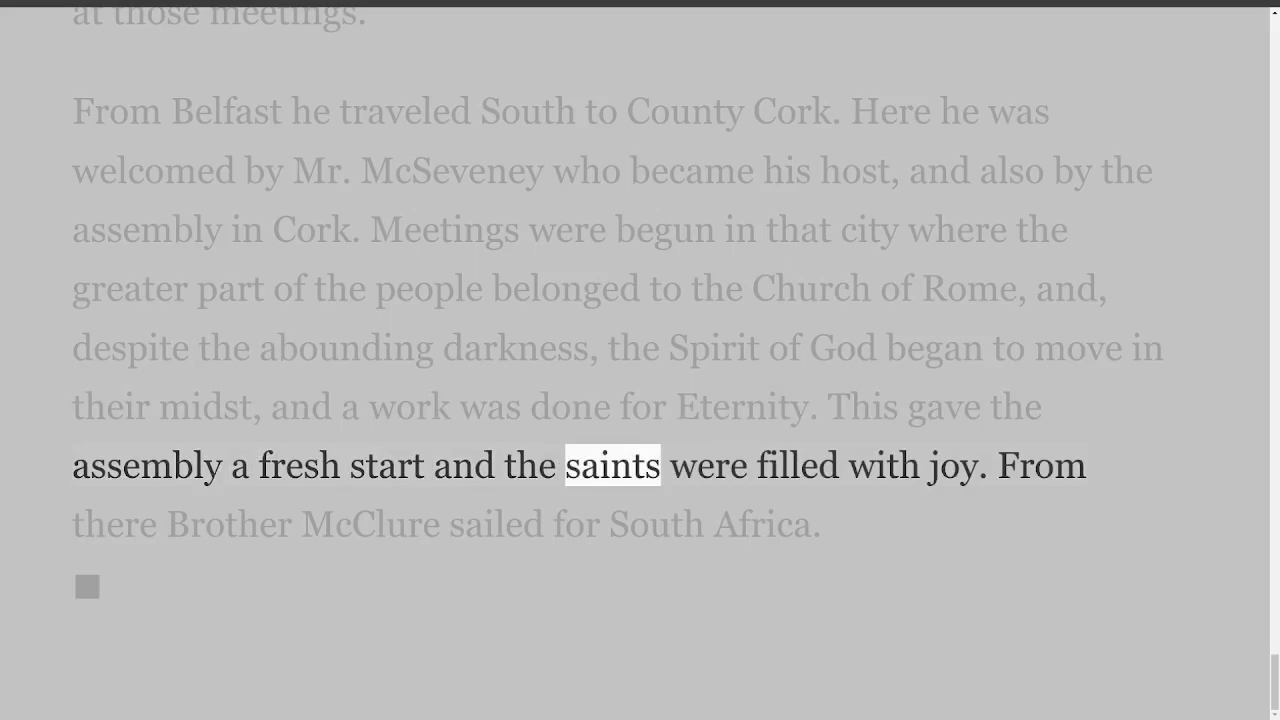 at those meetings.
From Belfast he traveled South to County Cork. Here he was
welcomed by Mr. McSeveney who became his host, and also by the
assembly in Cork. Meetings were begun in that city where the
greater part of the people belonged to the Church of Rome, and,
despite the abounding darkness, the Spirit of God began to move in
their midst, and a work was done for Eternity. This gave the
assembly a fresh start and the saints were filled with joy. From
there Brother McClure sailed for South Africa.